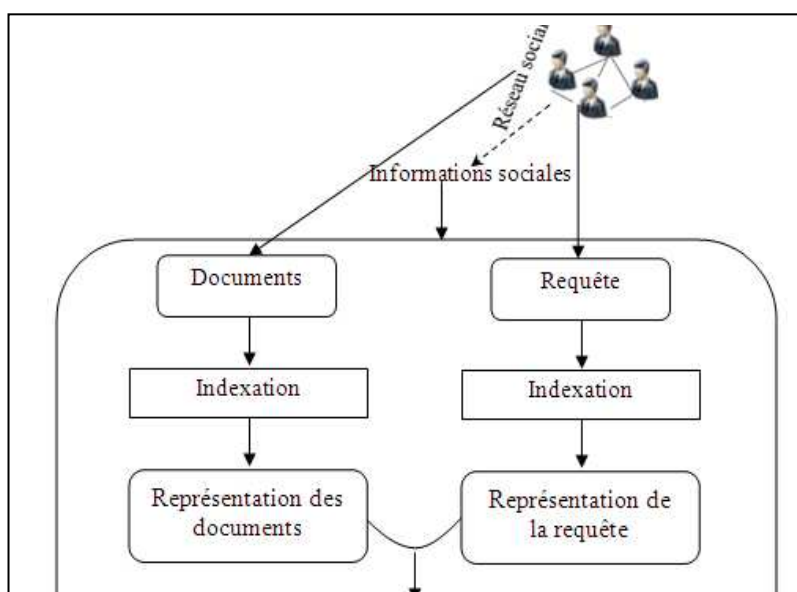 Réseau social
Informations sociales
Documents
Requête
Indexation
Indexation
Représentation des
documents
Représentation de
la requête